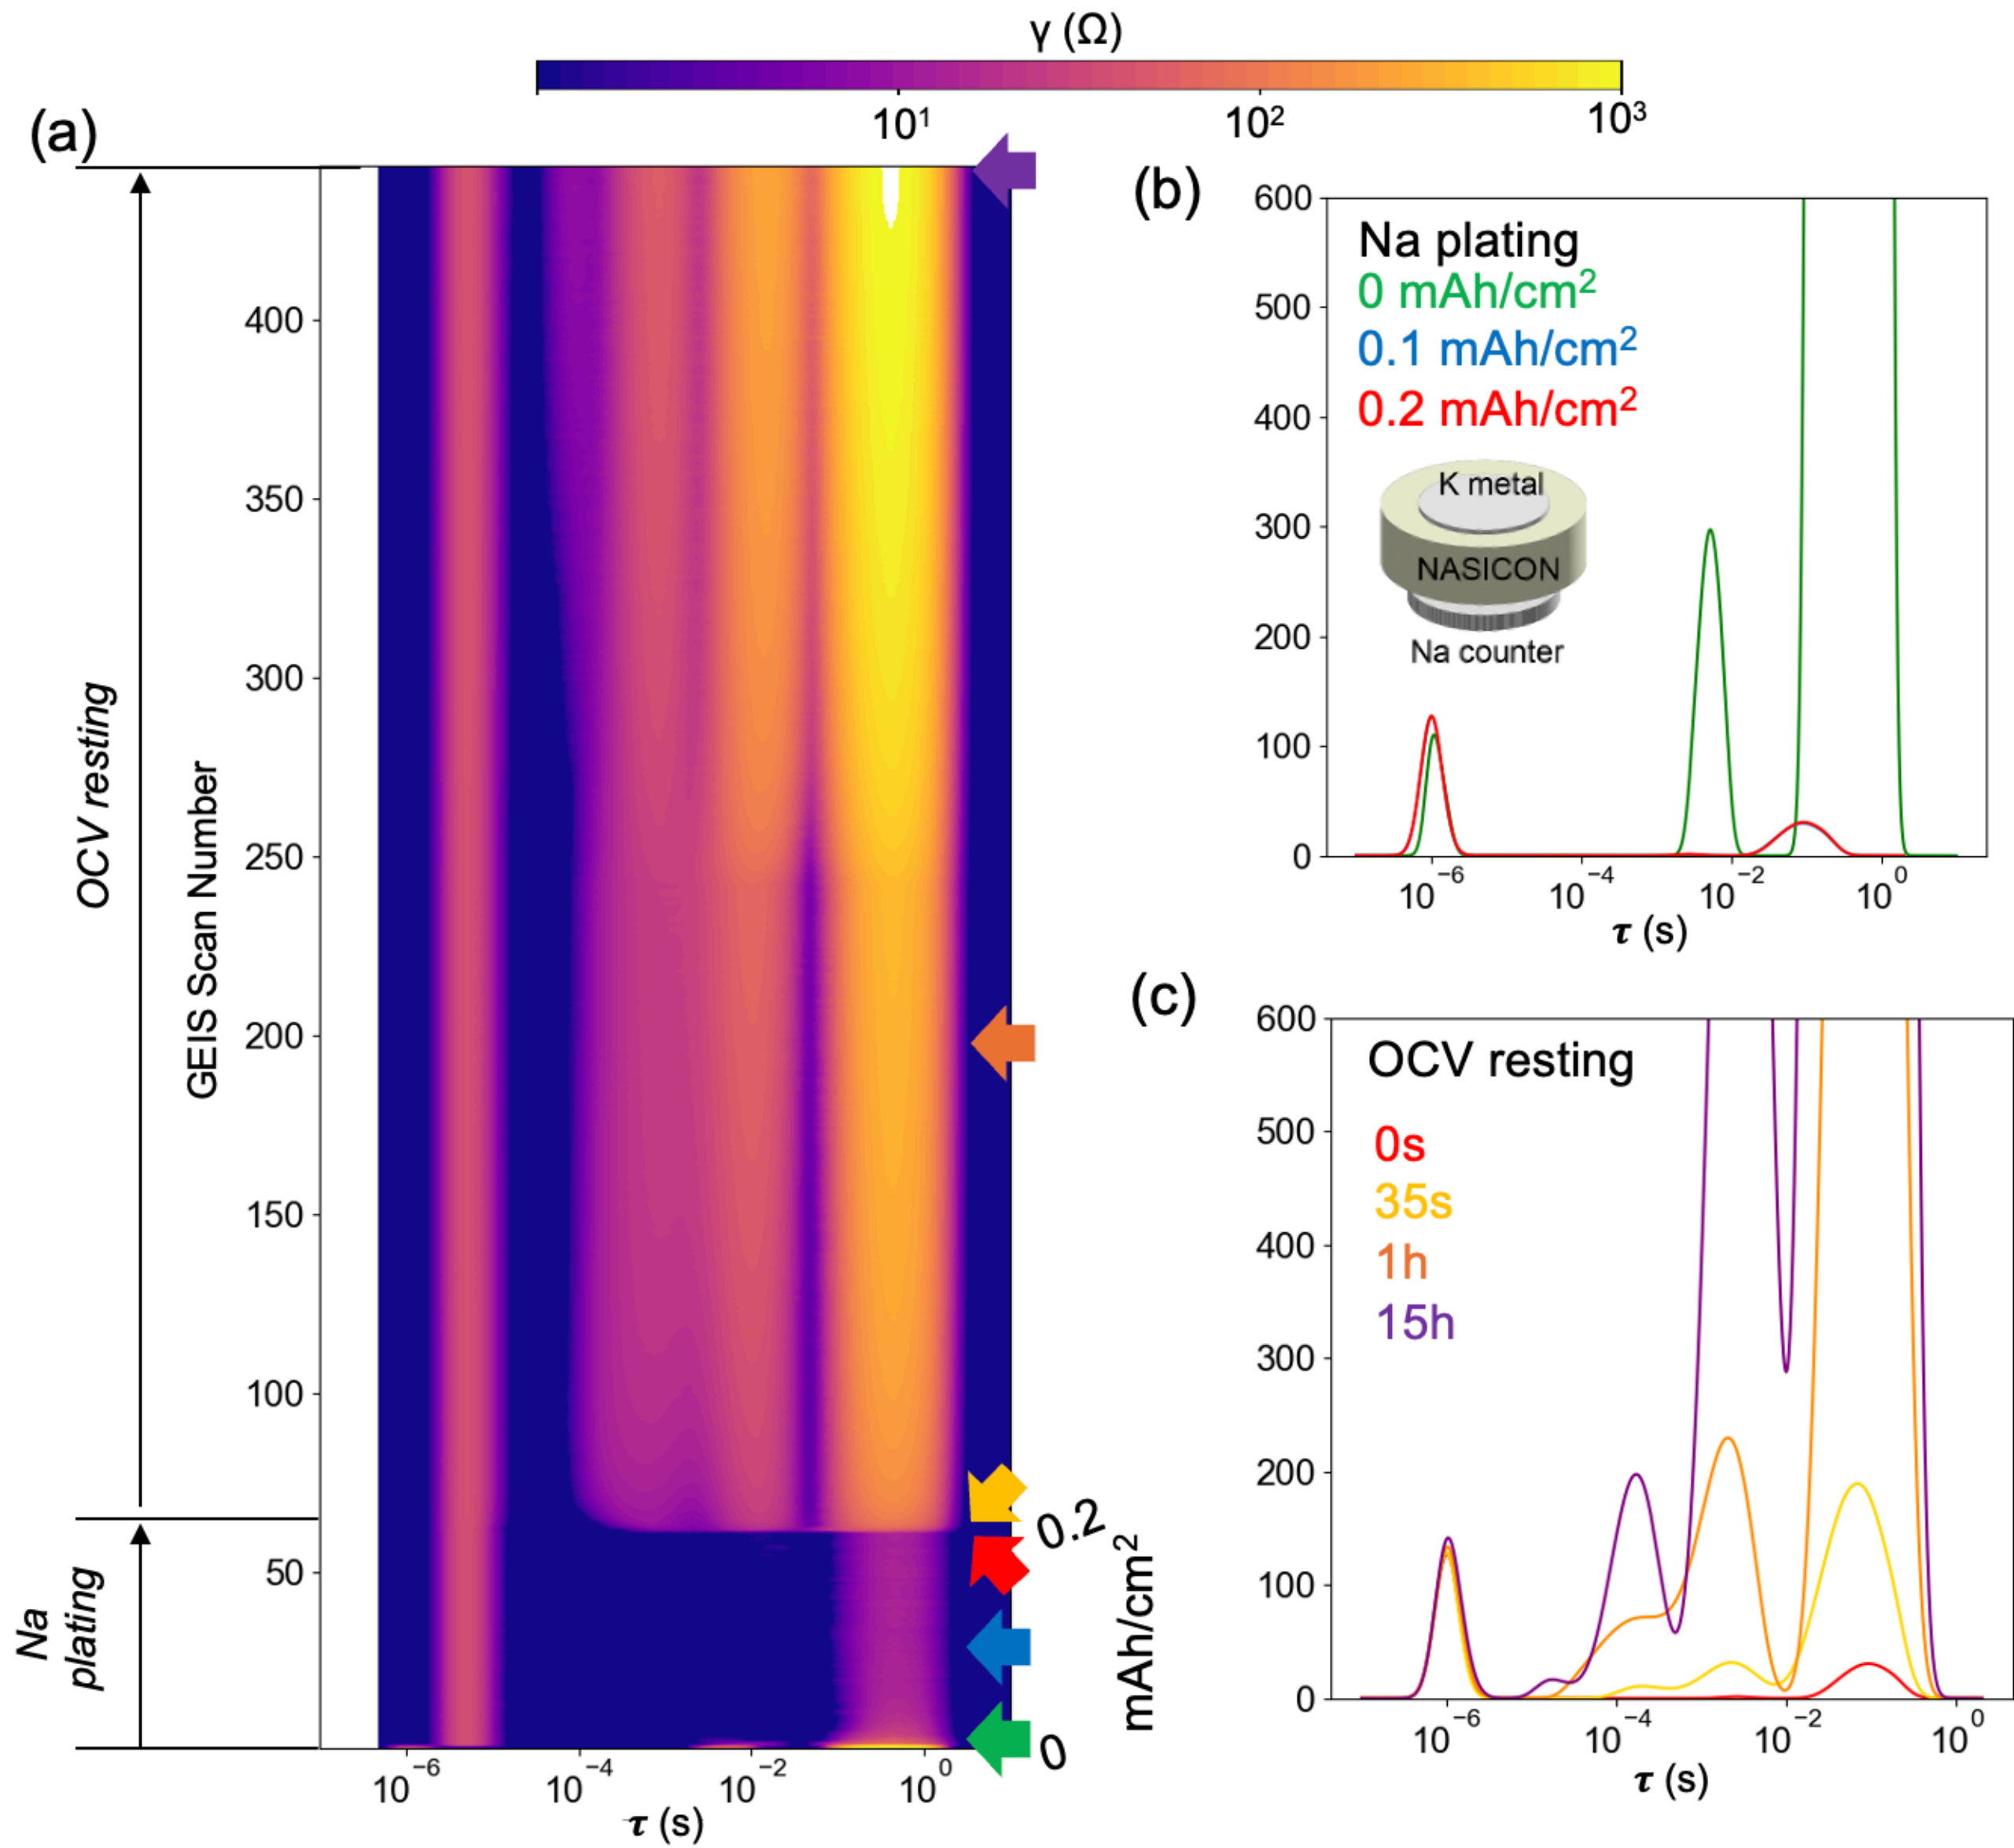 γ (Ω)
10¹
10²
10³
(a)
400
350
300
250
200
150
100
50
GEIS Scan Number
OCV resting
Na
plating
10⁻⁶
10⁻⁴
10⁻²
10⁰
τ (s)
0.2
0
mAh/cm²
(b)
600
500
400
300
200
100
0
Na plating
0 mAh/cm²
0.1 mAh/cm²
0.2 mAh/cm²
K metal
NASICON
Na counter
10⁻⁶
10⁻⁴
10⁻²
10⁰
τ (s)
(c)
600
500
400
300
200
100
0
OCV resting
0s
35s
1h
15h
10⁻⁶
10⁻⁴
10⁻²
10⁰
τ (s)